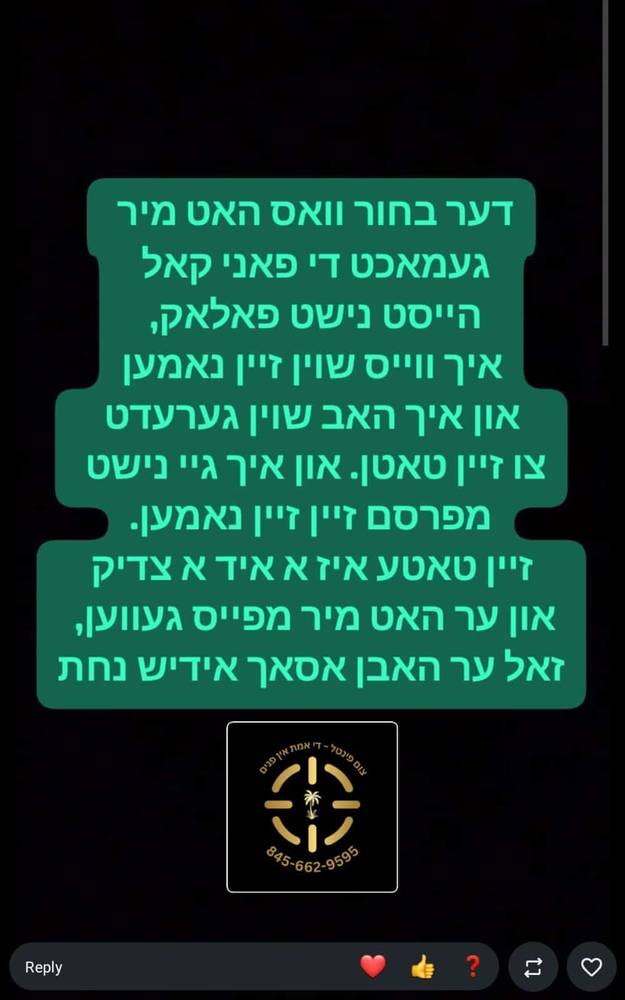 דער בחור וואס האט מיר
געמאכט די פאני קאל
הייסט נישט פאלאק,
איך ווייס שוין זיין נאמען
און איך האב שוין גערעדט
צו זיין טאטן. און איך גיי נישט
מפרסם זיין זיין נאמען.
זיין טאטע איז א איד א צדיק
און ער האט מיר מפייס געווען,
זאל ער האבן אסאך אידיש נחת
צום פינטל - די אמת אין פנים
845-662-9595
Reply